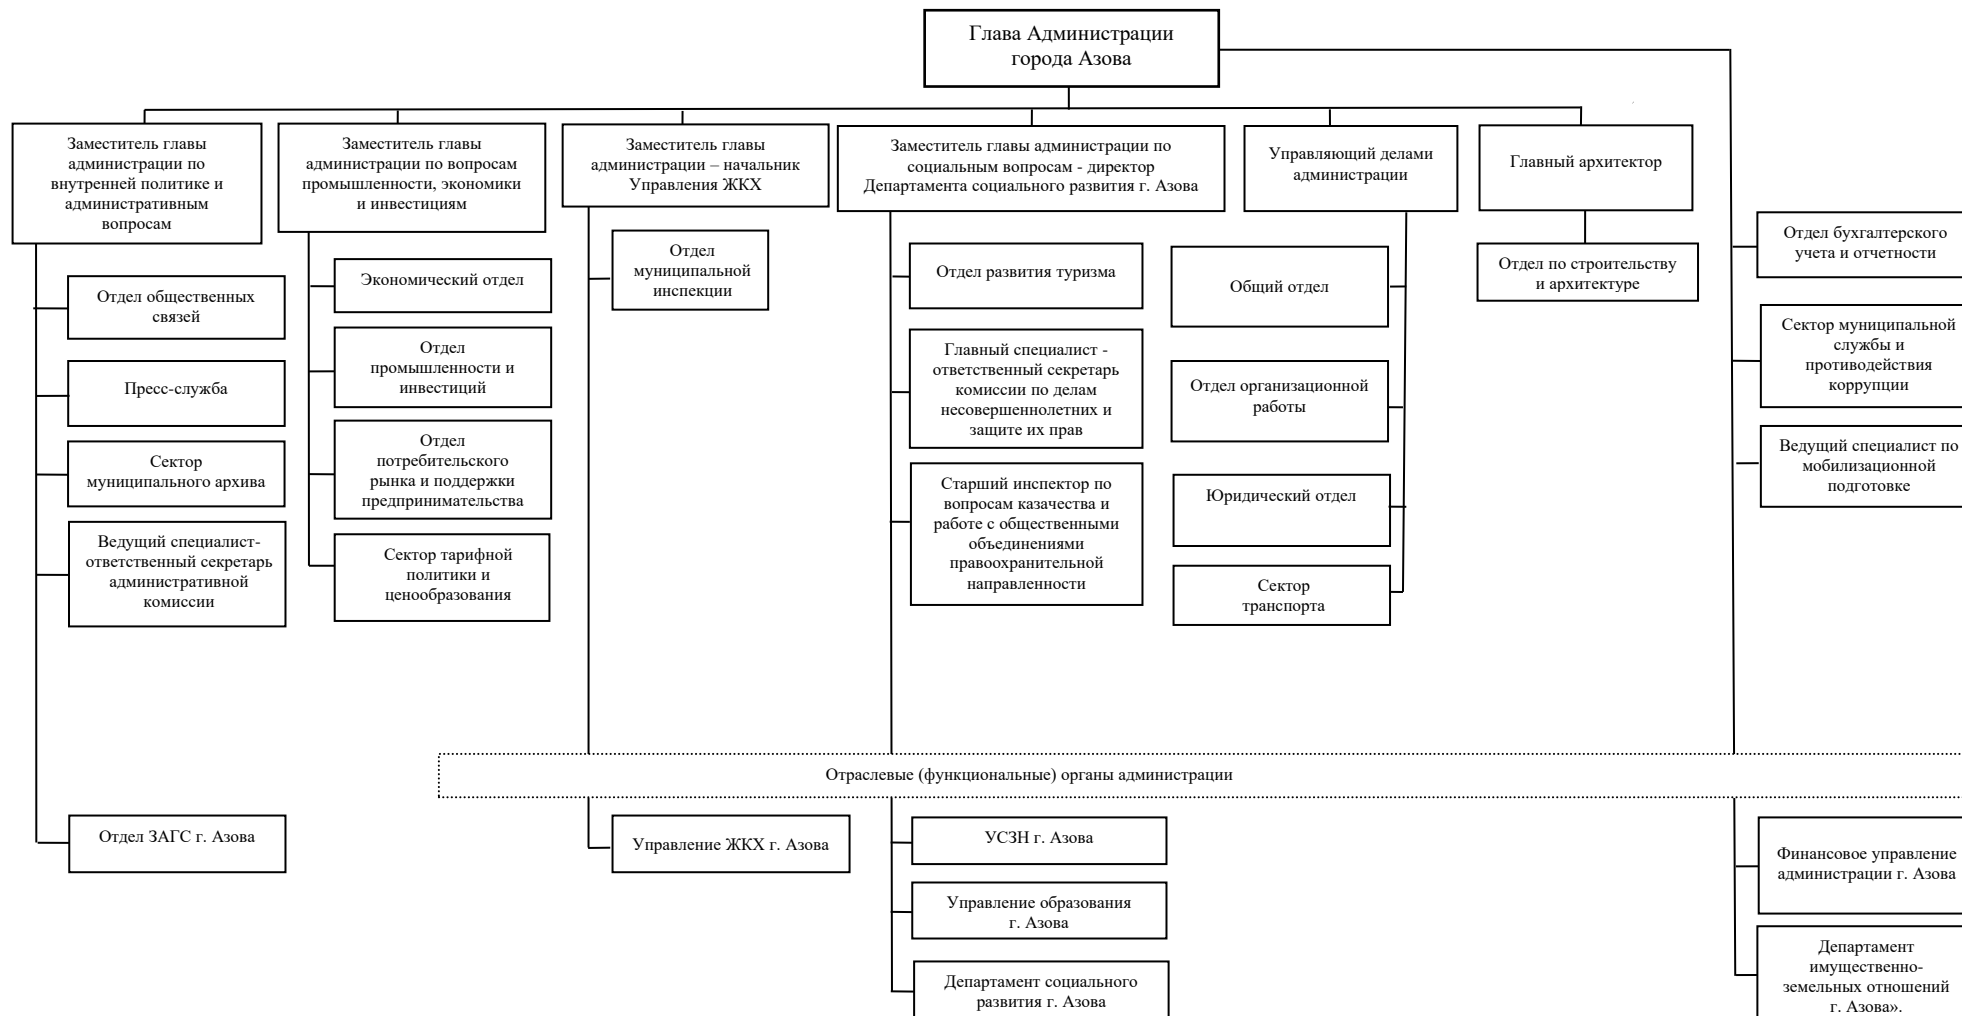 Глава Администрации
города Азова
Заместитель главы
администрации по
внутренней политике и
административным
вопросам
Заместитель главы
администрации по вопросам
промышленности, экономики
и инвестициям
Заместитель главы
администрации – начальник
Управления ЖКХ
Заместитель главы администрации по
социальным вопросам - директор
Департамента социального развития г. Азова
Управляющий делами
администрации
Главный архитектор
Отдел общественных
связей
Пресс-служба
Сектор
муниципального архива
Ведущий специалист-
ответственный секретарь
административной
комиссии
Экономический отдел
Отдел
промышленности и
инвестиций
Отдел
потребительского
рынка и поддержки
предпринимательства
Сектор тарифной
политики и
ценообразования
Отдел
муниципальной
инспекции
Отдел развития туризма
Главный специалист -
ответственный секретарь
комиссии по делам
несовершеннолетних и
защите их прав
Старший инспектор по
вопросам казачества и
работе с общественными
объединениями
правоохранительной
направленности
Общий отдел
Отдел организационной
работы
Юридический отдел
Сектор
транспорта
Отдел по строительству
и архитектуре
Отдел бухгалтерского
учета и отчетности
Сектор муниципальной
службы и
противодействия
коррупции
Ведущий специалист по
мобилизационной
подготовке
Отраслевые (функциональные) органы администрации
Отдел ЗАГС г. Азова
Управление ЖКХ г. Азова
УСЗН г. Азова
Управление образования
г. Азова
Департамент социального
развития г. Азова
Финансовое управление
администрации г. Азова
Департамент
имущественно-
земельных отношений
г. Азова».